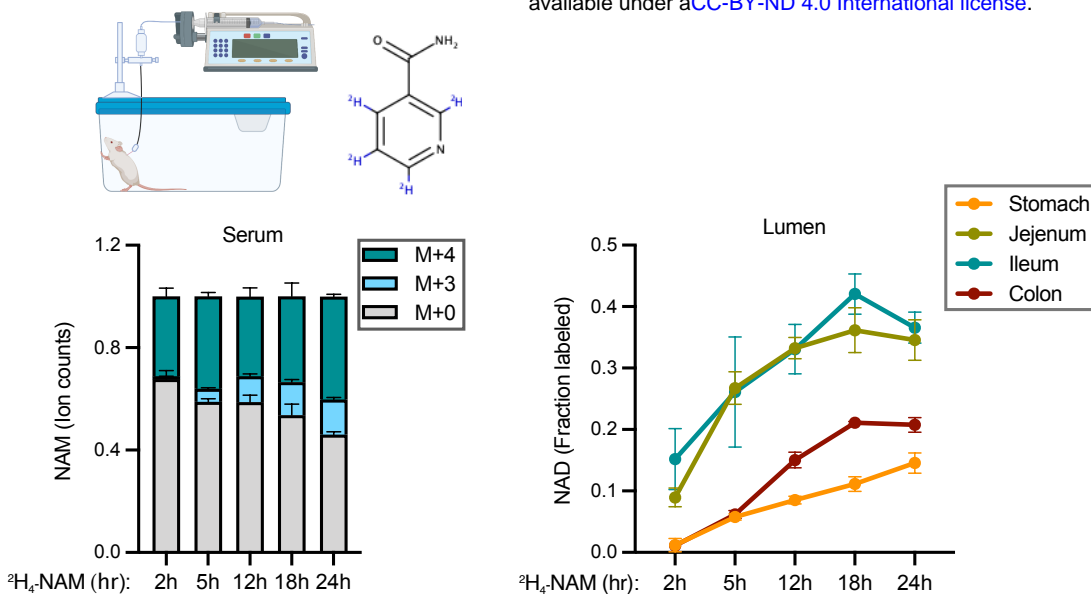 available under aCC-BY-ND 4.0 International license.
O
NH₂
²H
²H
²H
N
²H
Serum
NAM (Ion counts)
1.2
0.8
0.4
0.0
M+4
M+3
M+0
²H₄-NAM (hr): 2h 5h 12h 18h 24h
Lumen
NAD (Fraction labeled)
0.5
0.4
0.3
0.2
0.1
0.0
Stomach
Jejenum
Ileum
Colon
²H₄-NAM (hr): 2h 5h 12h 18h 24h